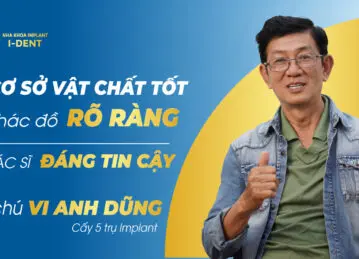 NHA KHOA IMPLANT
I-DENT
CƠ SỞ VẬT CHẤT TỐT
hác đồ RÕ RÀNG
ÁC SĨ ĐÁNG TIN CẬY
chú VI ANH DŨNG
Cấy 5 trụ Implant